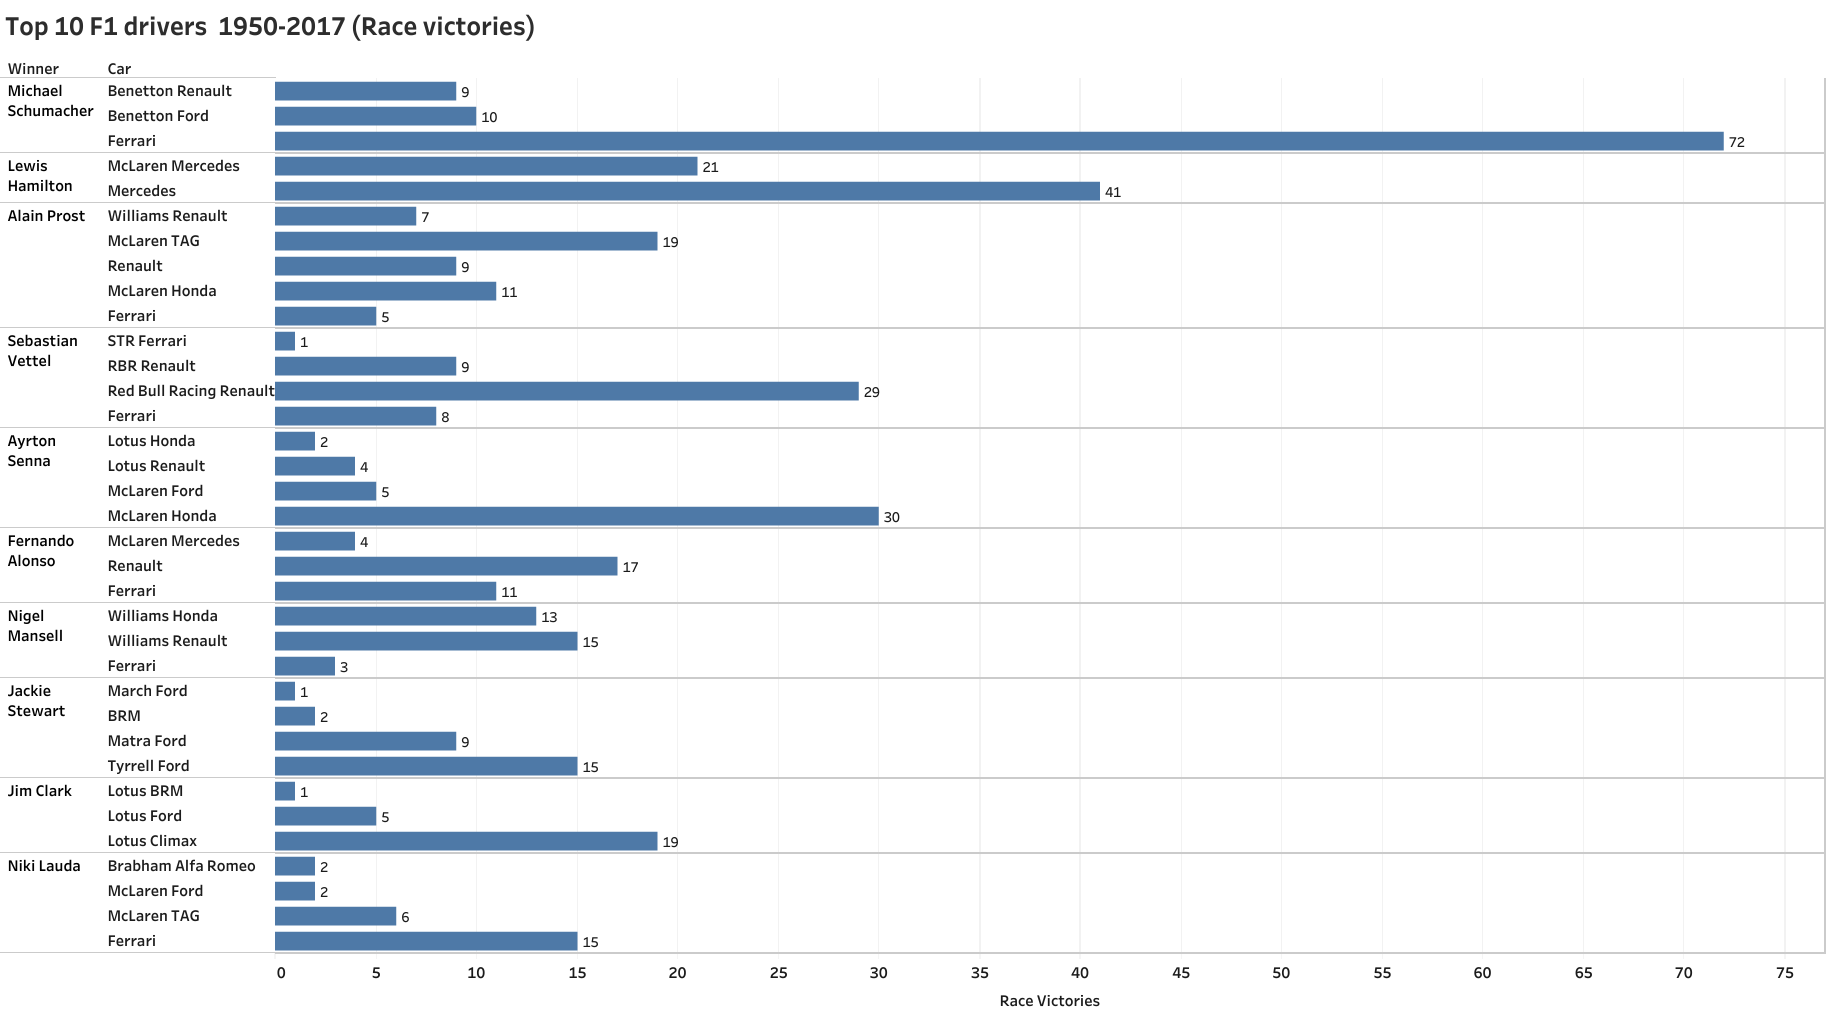 Top 10 F1 drivers  1950-2017 (Race victories)
Winner Car
Michael Schumacher Benetton Renault 9
Benetton Ford 10
Ferrari 72
Lewis Hamilton McLaren Mercedes 21
Mercedes 41
Alain Prost Williams Renault 7
McLaren TAG 19
Renault 9
McLaren Honda 11
Ferrari 5
Sebastian Vettel STR Ferrari 1
RBR Renault 9
Red Bull Racing Renault 29
Ferrari 8
Ayrton Senna Lotus Honda 2
Lotus Renault 4
McLaren Ford 5
McLaren Honda 30
Fernando Alonso McLaren Mercedes 4
Renault 17
Ferrari 11
Nigel Mansell Williams Honda 13
Williams Renault 15
Ferrari 3
Jackie Stewart March Ford 1
BRM 2
Matra Ford 9
Tyrrell Ford 15
Jim Clark Lotus BRM 1
Lotus Ford 5
Lotus Climax 19
Niki Lauda Brabham Alfa Romeo 2
McLaren Ford 2
McLaren TAG 6
Ferrari 15
0 5 10 15 20 25 30 35 40 45 50 55 60 65 70 75
Race Victories